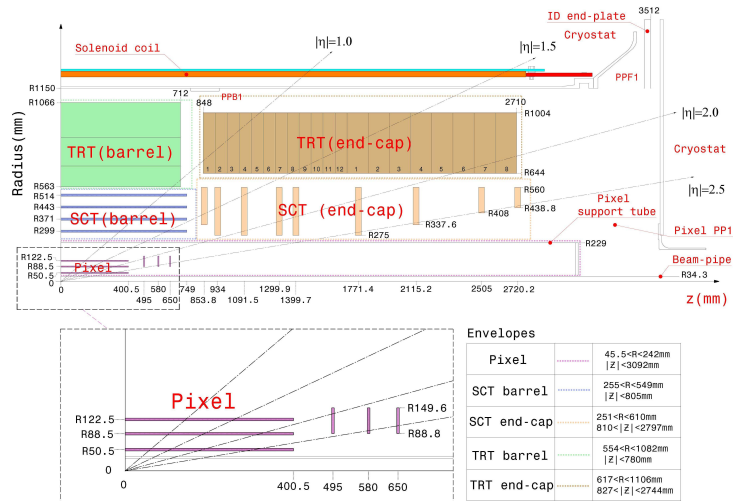 3512
ID end-plate
Cryostat
Solenoid coil
|η|=1.0
|η|=1.5
PPF1
R1150
712
PPB1
R1066
848
2710
R1004
|η|=2.0
TRT(barrel)
TRT(end-cap)
Cryostat
1 2 3 4 5 6 7 8 9 10 11 12 1 2 3 4 5 6 7 8
R644
R563
R560
|η|=2.5
R514
R443
R371
R299
SCT(barrel)
SCT (end-cap)
R438.8
R408
R337.6
R275
Pixel
support tube
Pixel PP1
R229
R122.5
R88.5
R50.5
Pixel
Beam-pipe
R34.3
0
0
400.5 580 749 934 1299.9 1771.4 2115.2 2505 2720.2
495 650 853.8 1091.5 1399.7
Radius(mm)
z(mm)
Pixel
R122.5
R88.5
R50.5
R149.6
R88.8
0
0
400.5 495 580 650
Envelopes
Pixel
45.5<R<242mm
|Z|<3092mm
SCT barrel
255<R<549mm
|Z|<805mm
SCT end-cap
251<R<610mm
810<|Z|<2797mm
TRT barrel
554<R<1082mm
|Z|<780mm
TRT end-cap
617<R<1106mm
827<|Z|<2744mm